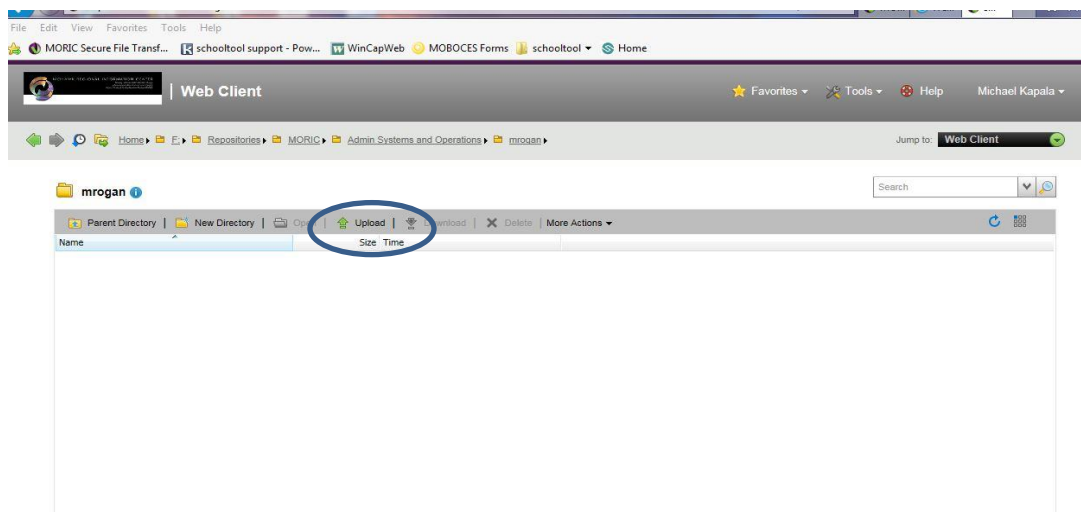 File Edit View Favorites Tools Help
MORIC Secure File Transf... schooltool support - Pow... WinCapWeb MOBOCES Forms schooltool Home
| Web Client Favorites Tools Help Michael Kapala
Home E: Repositories MORIC Admin Systems and Operations mrogan Jump to: Web Client
mrogan Search
Parent Directory | New Directory | Open | Upload | Download | Delete | More Actions
Name Size Time